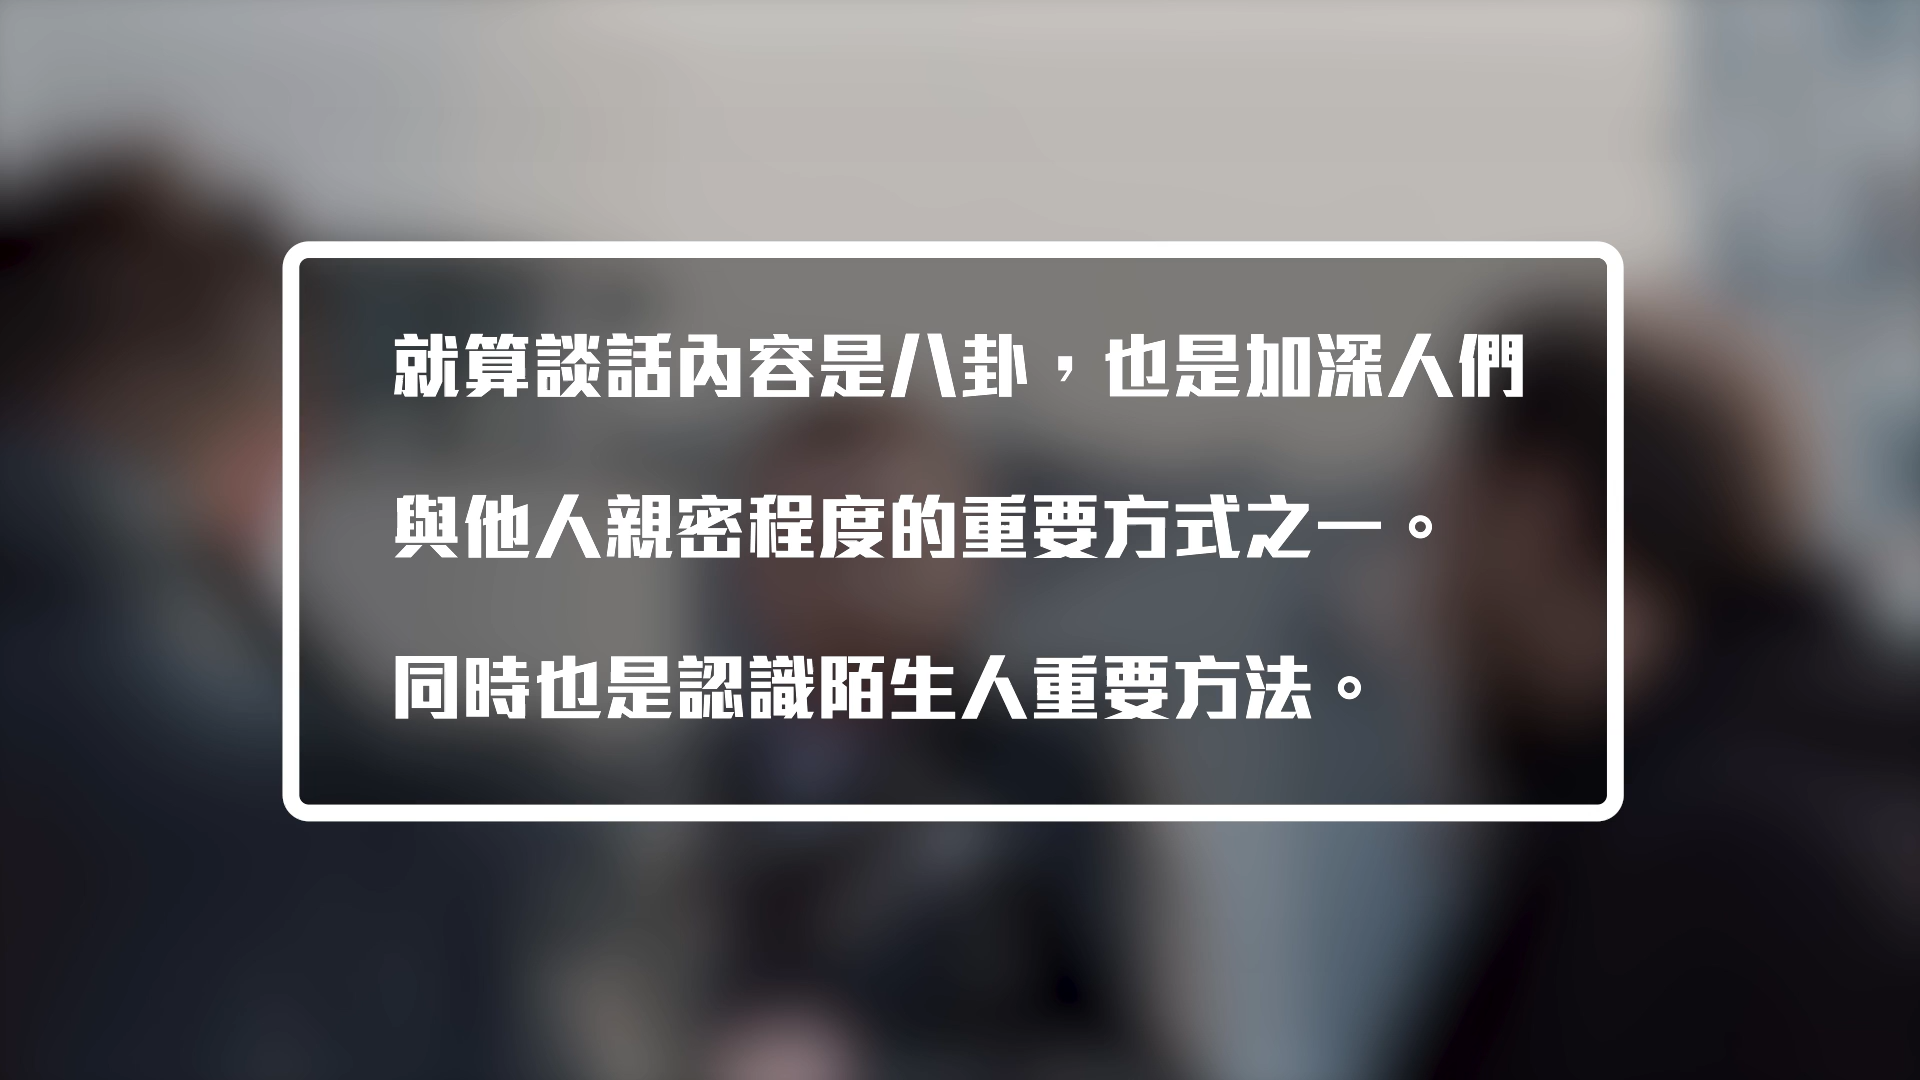 就算談話內容是八卦，也是加深人們
與他人親密程度的重要方式之一。
同時也是認識陌生人重要方法。